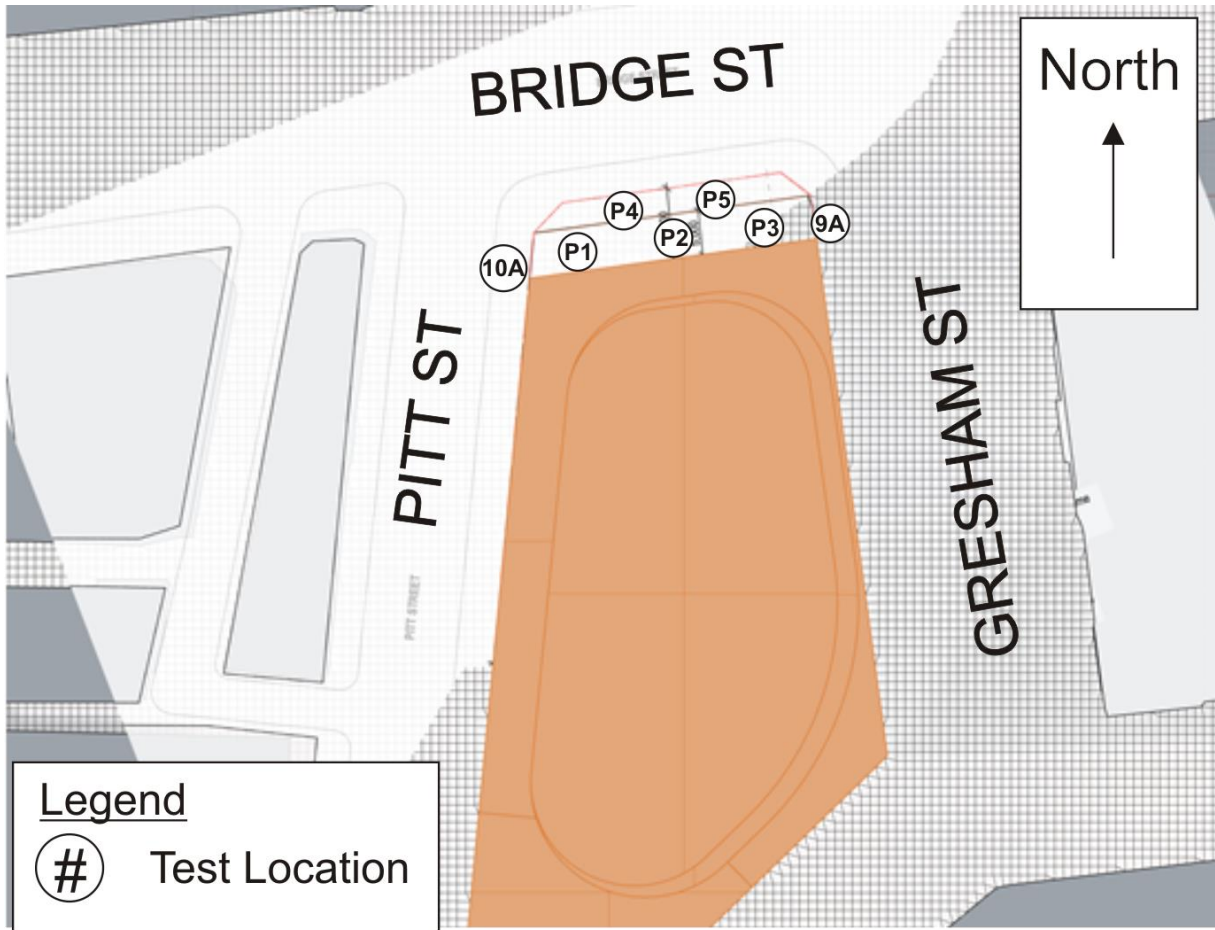 BRIDGE ST
North
P4
P5
P1
P2
P3
9A
10A
PITT ST
GRESHAM ST
PITT STREET
Legend
# Test Location